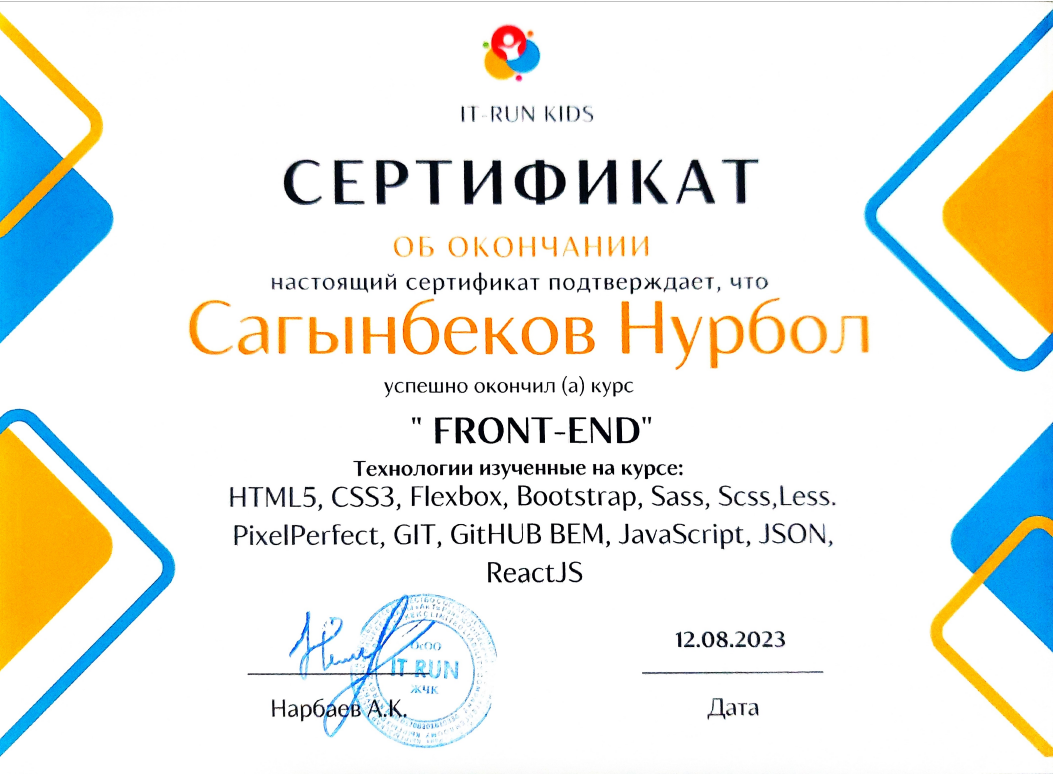 IT-RUN KIDS
СЕРТИФИКАТ
ОБ ОКОНЧАНИИ
настоящий сертификат подтверждает, что
Сагынбеков Нурбол
успешно окончил (а) курс
" FRONT-END"
Технологии изученные на курсе:
HTML5, CSS3, Flexbox, Bootstrap, Sass, Scss,Less.
PixelPerfect, GIT, GitHUB BEM, JavaScript, JSON,
ReactJS
12.08.2023
ОсОО
IT RUN
ЖЧК
Нарбаев А.К.
Дата